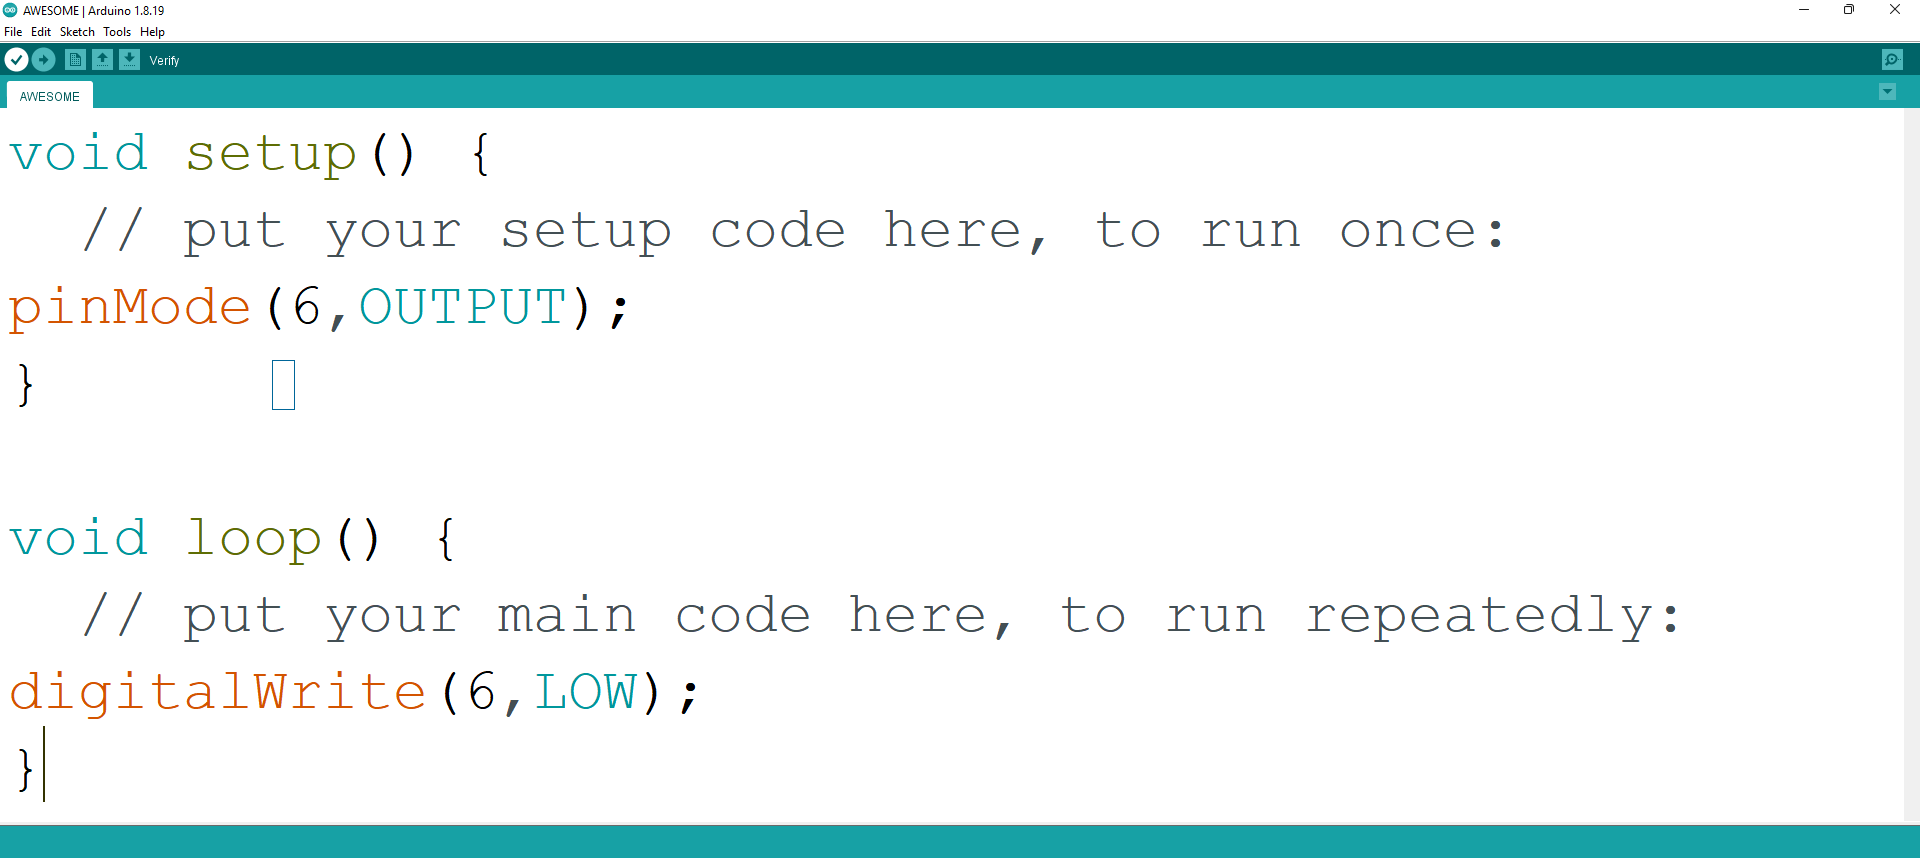 AWESOME | Arduino 1.8.19
File Edit Sketch Tools Help
Verify
AWESOME
void setup() {
  // put your setup code here, to run once:
pinMode(6,OUTPUT);
}
void loop() {
  // put your main code here, to run repeatedly:
digitalWrite(6,LOW);
}